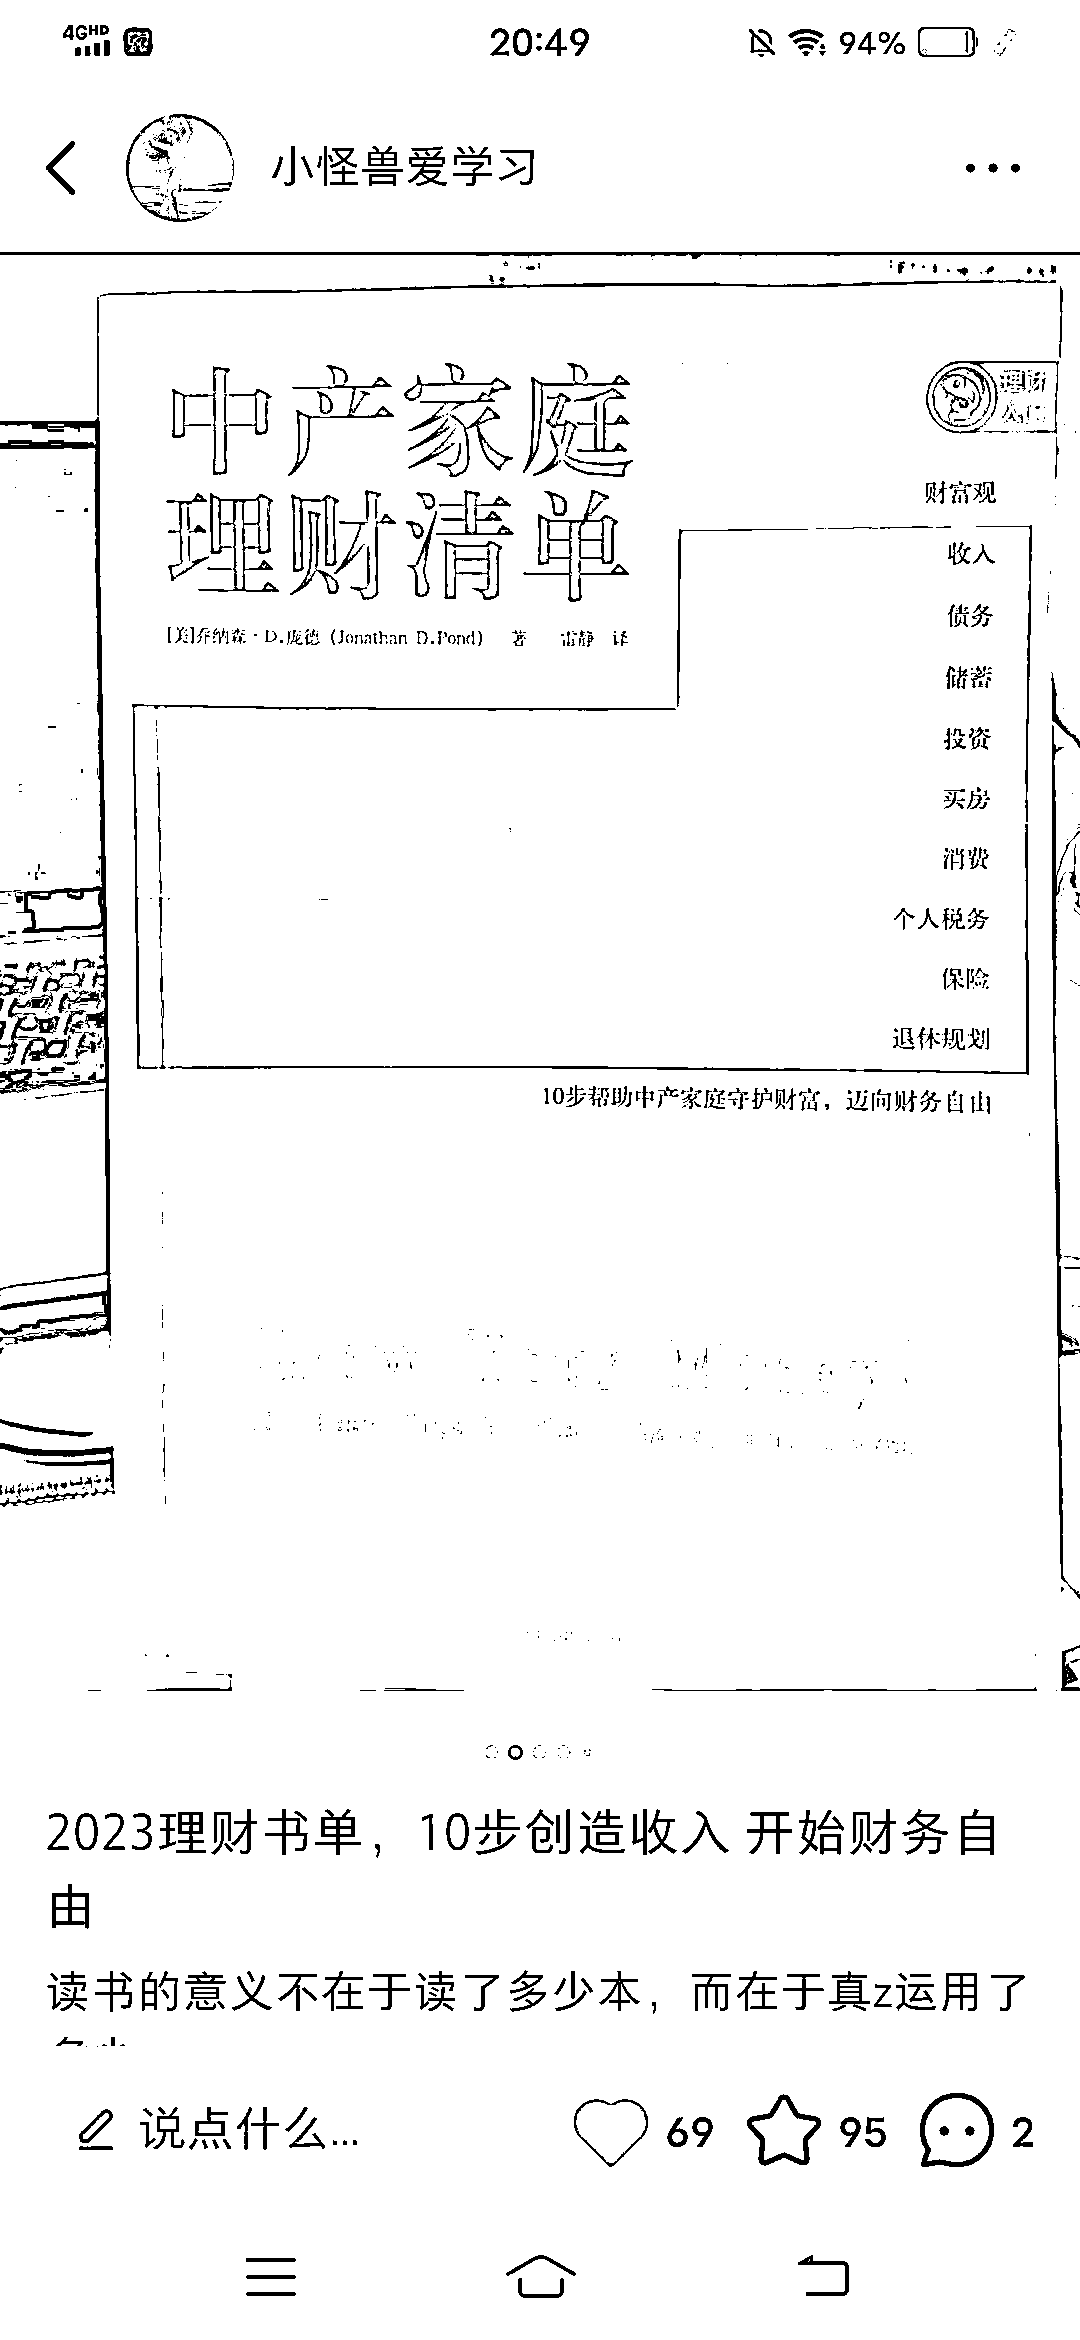 4GHD
20:49
94%
小怪兽爱学习
中产家庭
理财清单
[美]乔纳森·D.庞德（Jonathan D.Pond） 著 雷静 译
理财
入门
财富观
收入
债务
储蓄
投资
买房
消费
个人税务
保险
退休规划
10步帮助中产家庭守护财富，迈向财务自由
2023理财书单，10步创造收入 开始财务自
由
读书的意义不在于读了多少本，而在于真z运用了
说点什么...
69
95
2